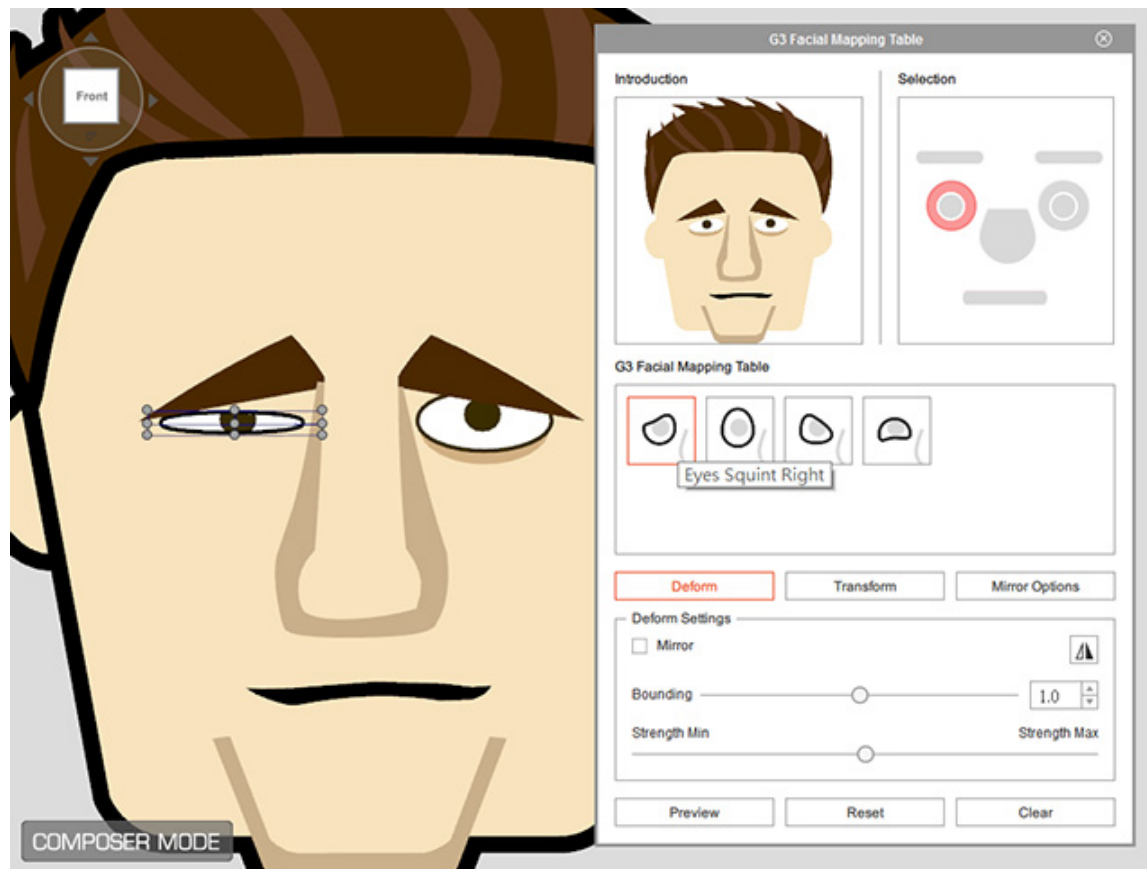 Front
0°
COMPOSER MODE
G3 Facial Mapping Table
Introduction
Selection
G3 Facial Mapping Table
Eyes Squint Right
Deform
Transform
Mirror Options
Deform Settings
Mirror
Bounding
1.0
Strength Min
Strength Max
Preview
Reset
Clear